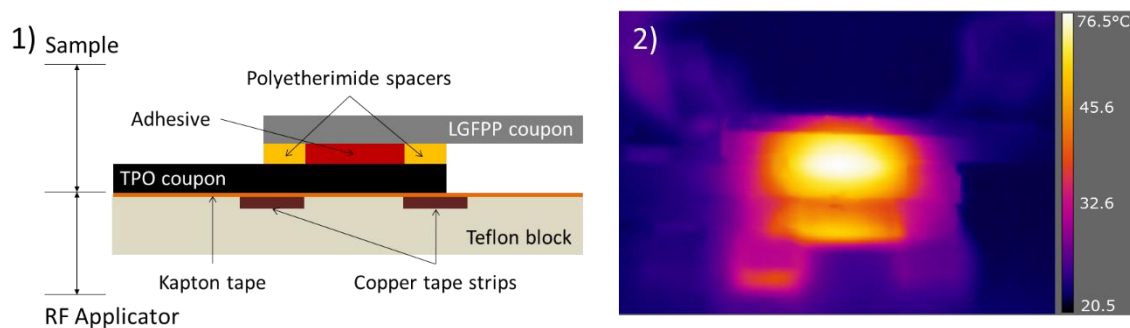 1)
Sample
Polyetherimide spacers
Adhesive
LGFPP coupon
TPO coupon
Teflon block
Kapton tape
Copper tape strips
RF Applicator
2)
76.5°C
45.6
32.6
20.5